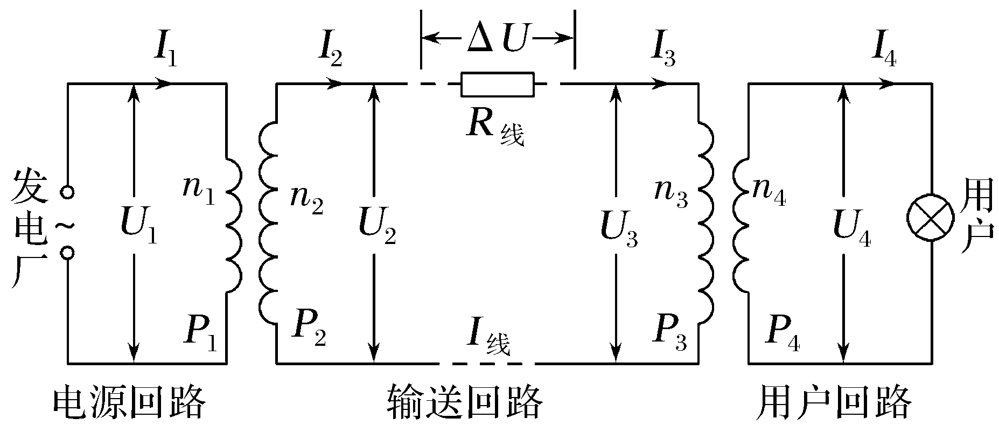 ΔU
I1
I2
I3
I4
R线
发电厂
~
U1
n1
n2
U2
U3
n3
n4
U4
用户
P1
P2
I线
P3
P4
电源回路
输送回路
用户回路